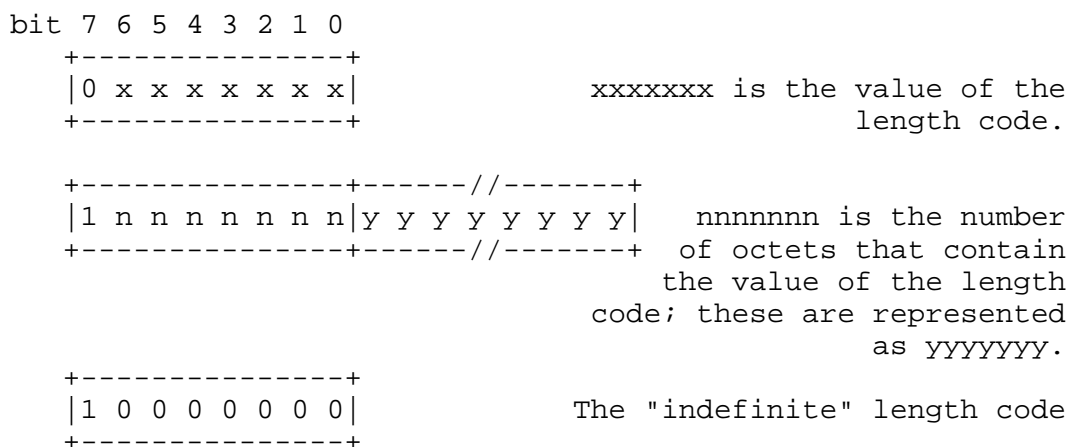 bit 7 6 5 4 3 2 1 0
+---------------+
|0 x x x x x x x| xxxxxxx is the value of the
+---------------+ length code.
+---------------+------//-------+
|1 n n n n n n n|y y y y y y y y| nnnnnnn is the number
+---------------+------//-------+ of octets that contain
the value of the length
code; these are represented
as yyyyyyy.
+---------------+
|1 0 0 0 0 0 0 0| The "indefinite" length code
+---------------+